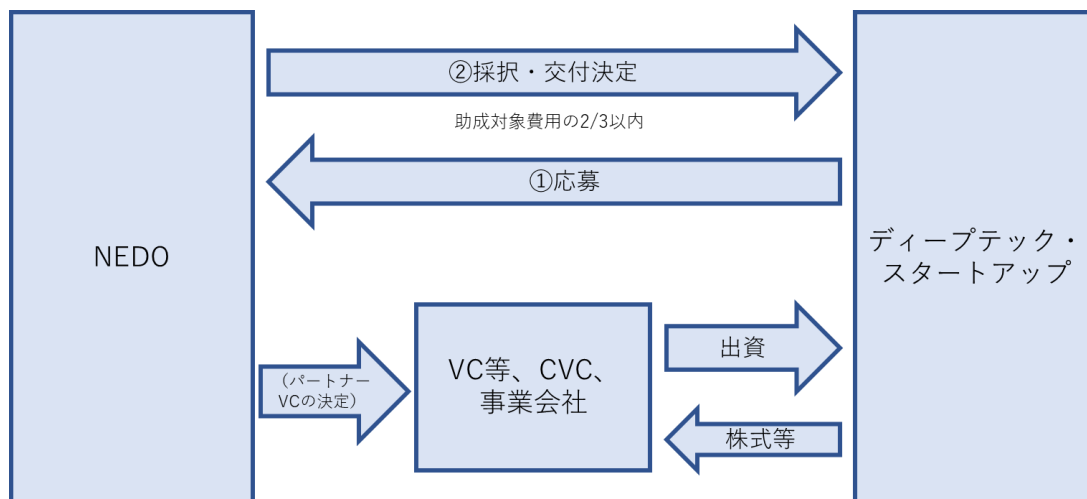 ②採択・交付決定
助成対象費用の2/3以内
①応募
NEDO
ディープテック・
スタートアップ
VC等、CVC、
事業会社
（パートナー
VCの決定）
出資
株式等